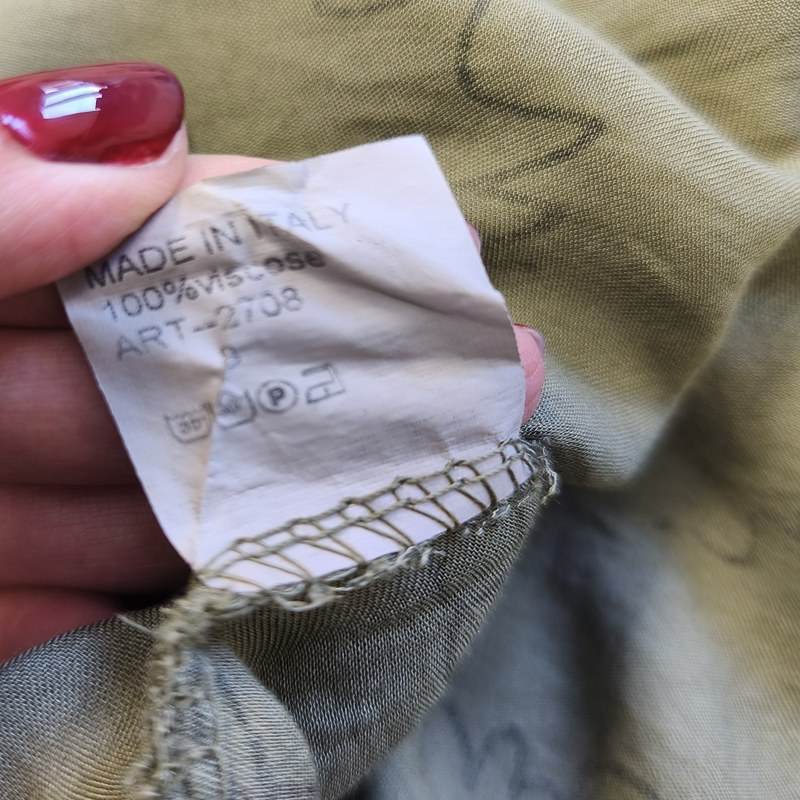 MADE IN ITALY
100%viscose
ART--2708
P